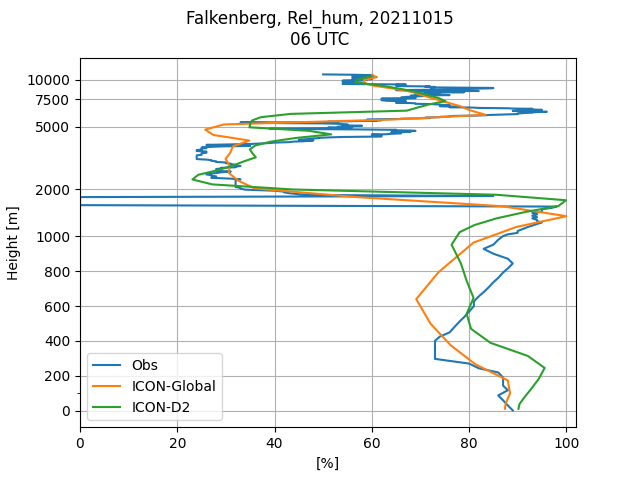 Falkenberg, Rel_hum, 20211015
06 UTC
10000
7500
5000
2000
1000
800
600
400
200
0
Height [m]
Obs
ICON-Global
ICON-D2
0 20 40 60 80 100
[%]